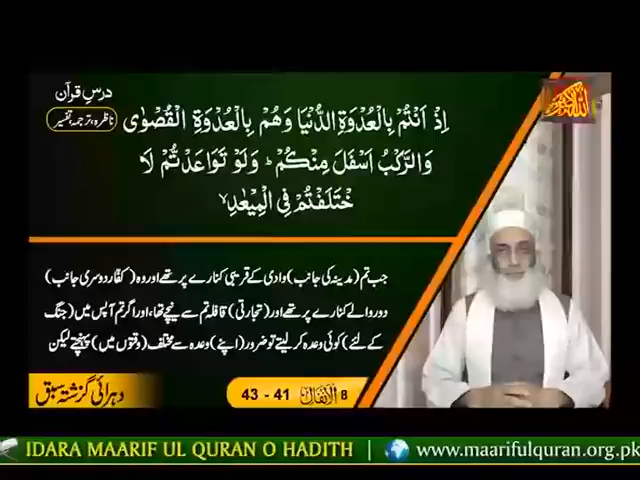 درسِ قرآن
ناظرہ، ترجمہ، تفسیر
اِذْ اَنْتُمْ بِالْعُدْوَةِ الدُّنْيَا وَهُمْ بِالْعُدْوَةِ الْقُصْوٰى
وَالرَّكْبُ اَسْفَلَ مِنْكُمْ ؕ وَلَوْ تَوَاعَدْتُّمْ لَا
خْتَلَفْتُمْ فِي الْمِيْعٰدِ ۙ
جب تم (مدینہ کی جانب) وادی کے قریبی کنارے پر تھے اور وہ (کفّار دوسری جانب)
دور والے کنارے پر تھے اور (تجارتی) قافلہ تم سے نیچے تھا، اور اگر تم آپس میں (جنگ
کے لئے) کوئی وعدہ کر لیتے تو ضرور (اپنے) وعدہ سے مختلف (وقتوں میں) پہنچتے لیکن
دہرائی گزشتہ سبق
8 الْاَنْفَال 41 - 43
IDARA MAARIF UL QURAN O HADITH | www.maarifulquran.org.pk